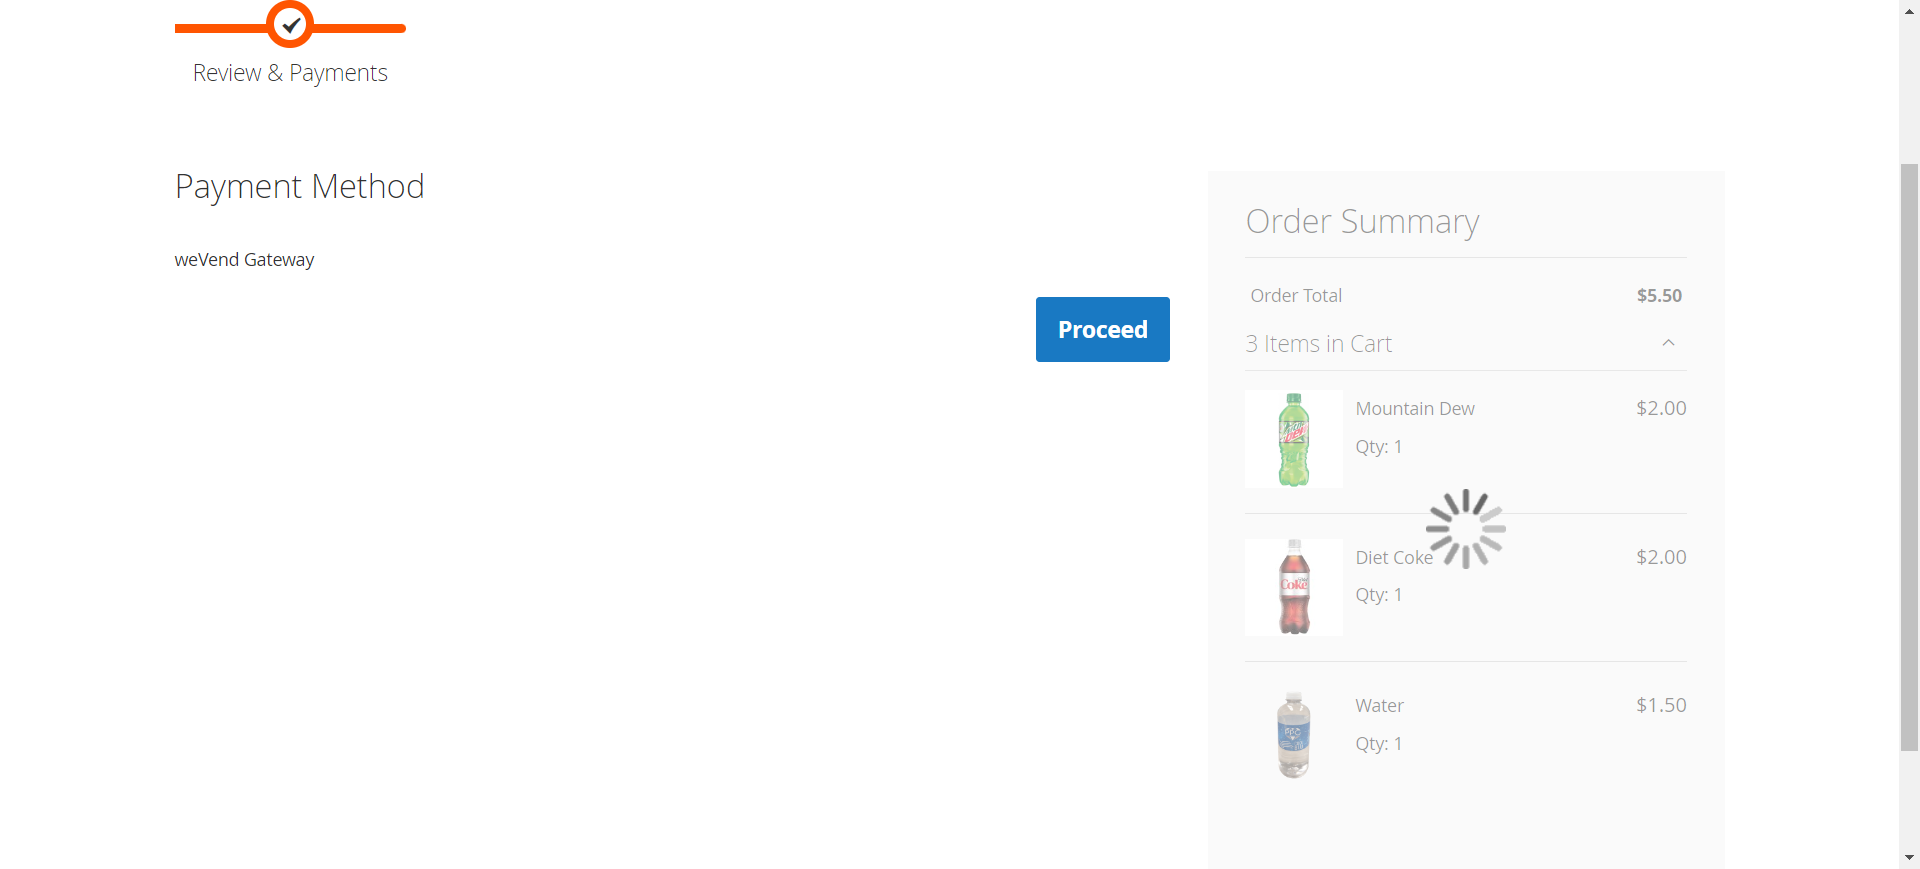 Review & Payments
Payment Method
weVend Gateway
Proceed
Order Summary
Order Total $5.50
3 Items in Cart
Mountain Dew $2.00
Qty: 1
Diet Coke $2.00
Qty: 1
Coke
Water $1.50
Qty: 1